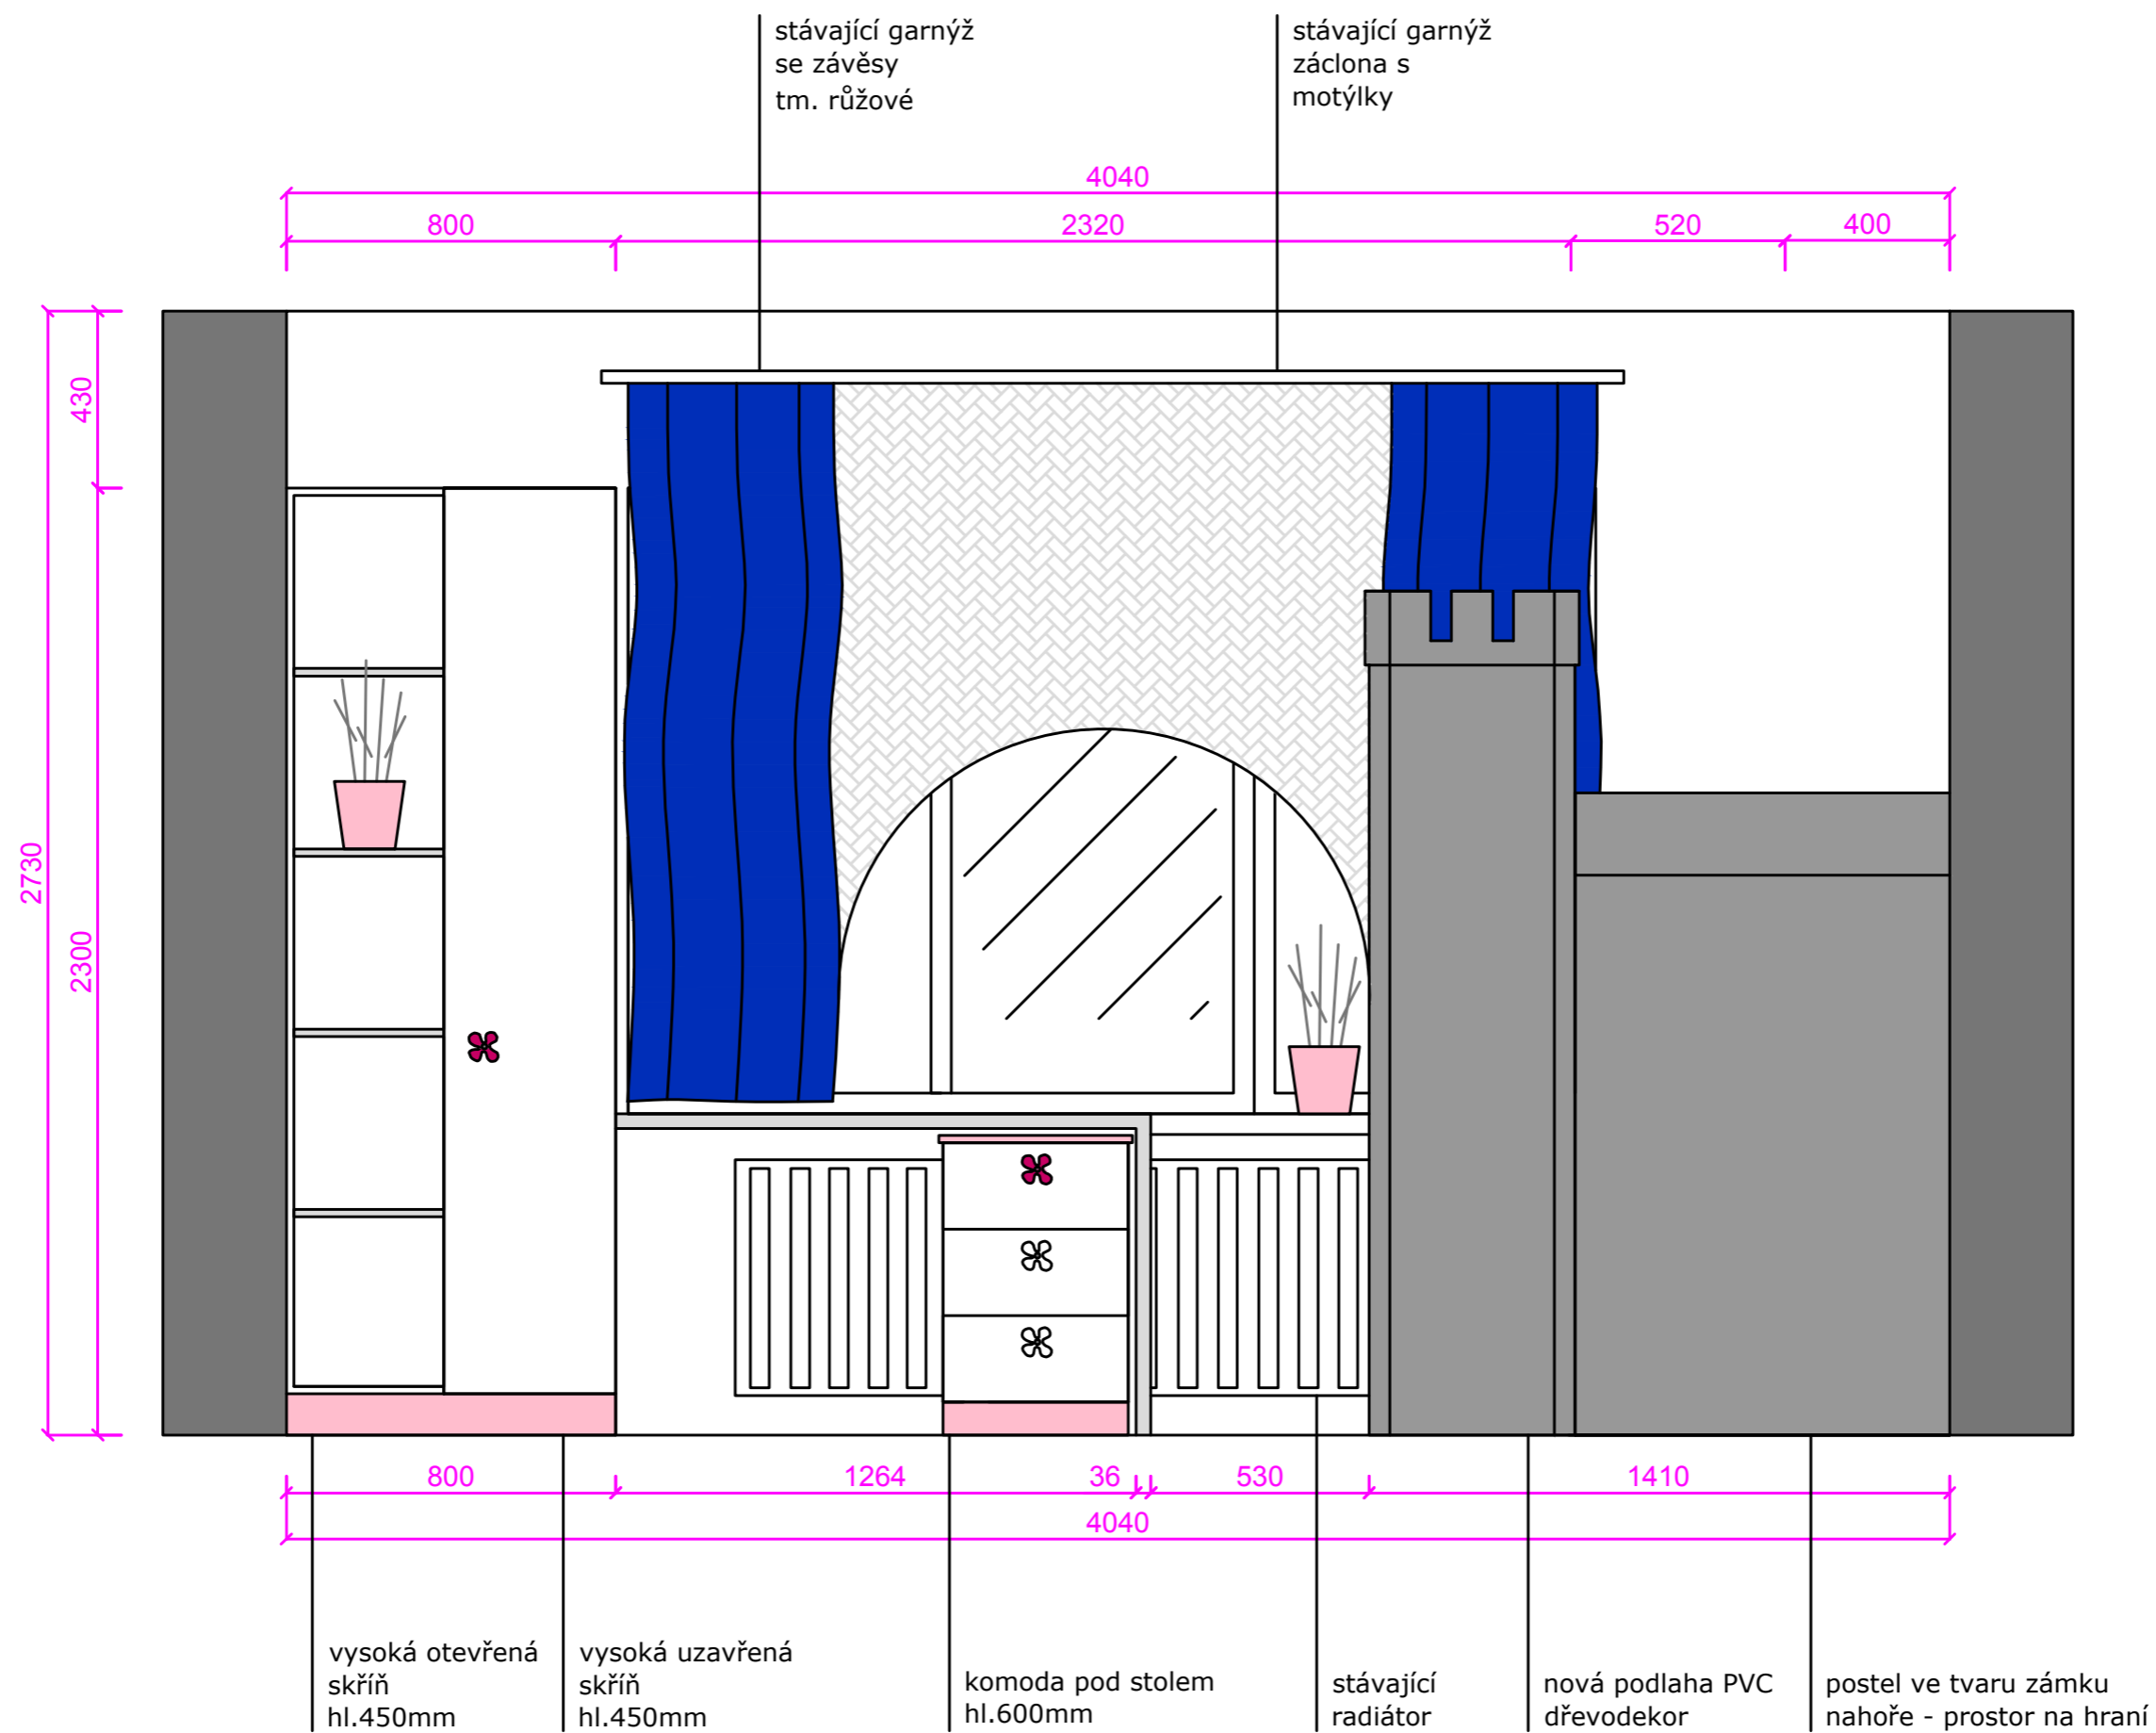 stávající garnýž
se závěsy
tm. růžové
stávající garnýž
záclona s
motýlky
4040
800
2320
520
400
430
2730
2300
800
1264
36
530
1410
4040
vysoká otevřená
skříň
hl.450mm
vysoká uzavřená
skříň
hl.450mm
komoda pod stolem
hl.600mm
stávající
radiátor
nová podlaha PVC
dřevodekor
postel ve tvaru zámku
nahoře - prostor na hraní